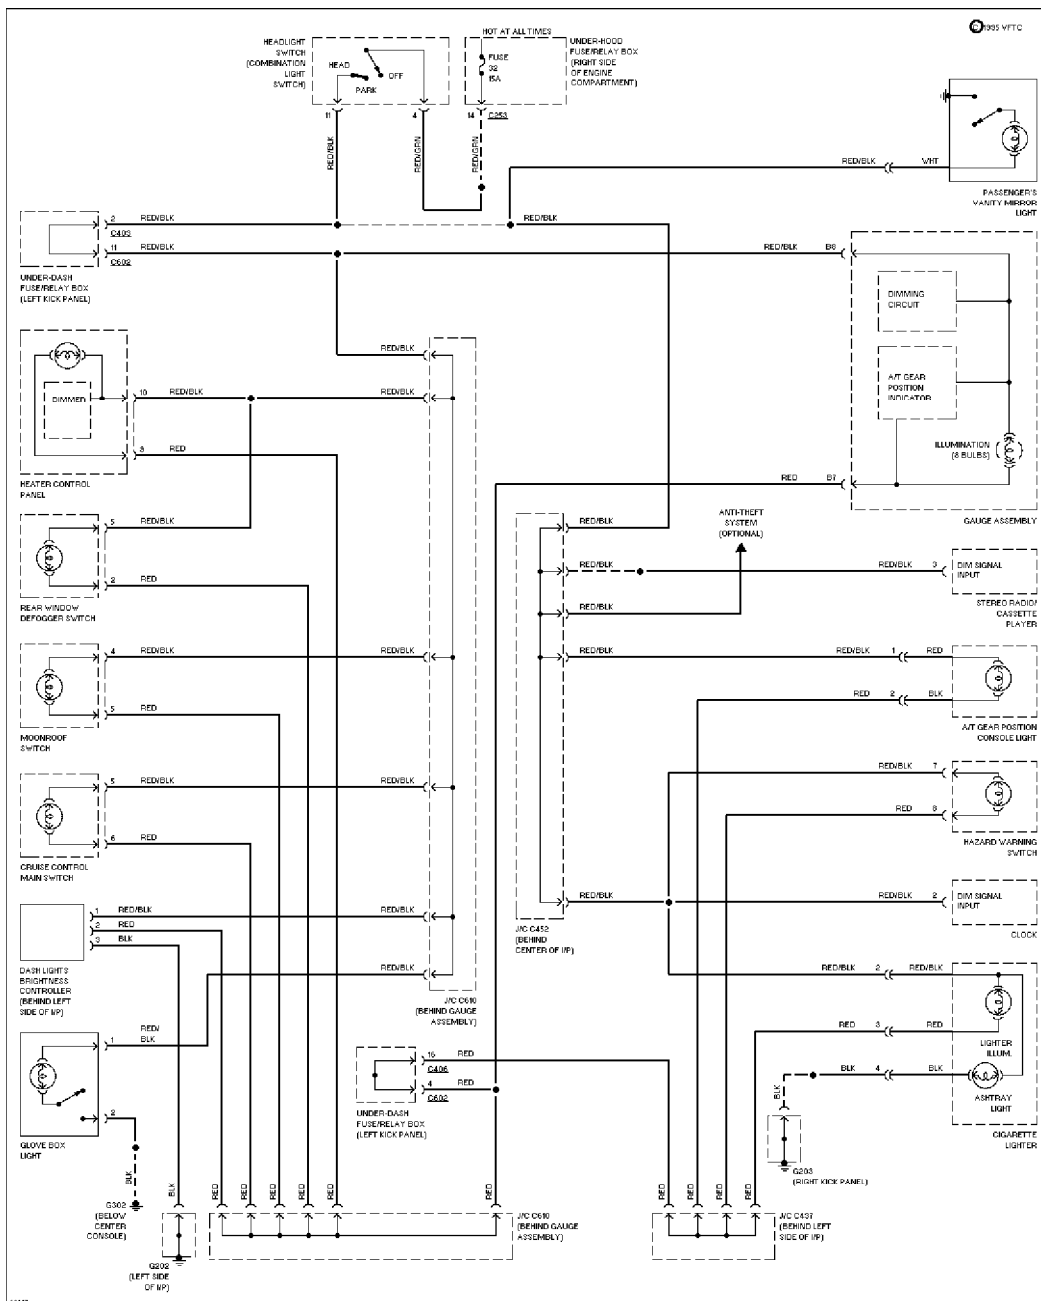 © 1995 VFTC
HOT AT ALL TIMES
HEADLIGHT
SWITCH
(COMBINATION
LIGHT
SWITCH)
HEAD
OFF
PARK
FUSE
32
15A
UNDER-HOOD
FUSE/RELAY BOX
(RIGHT SIDE
OF ENGINE
COMPARTMENT)
11
4
14
C253
RED/BLK
RED/GRN
RED/GRN
RED/BLK
WHT
PASSENGER'S
VANITY MIRROR
LIGHT
2
RED/BLK
C403
RED/BLK
11
RED/BLK
C602
RED/BLK
B8
UNDER-DASH
FUSE/RELAY BOX
(LEFT KICK PANEL)
DIMMING
CIRCUIT
A/T GEAR
POSITION
INDICATOR
ILLUMINATION
(8 BULBS)
RED
B7
GAUGE ASSEMBLY
RED/BLK
DIMMER
10
RED/BLK
RED/BLK
3
RED
HEATER CONTROL
PANEL
5
RED/BLK
2
RED
REAR WINDOW
DEFOGGER SWITCH
ANTI-THEFT
SYSTEM
(OPTIONAL)
RED/BLK
RED/BLK
RED/BLK
3
DIM SIGNAL
INPUT
STEREO RADIO/
CASSETTE
PLAYER
RED/BLK
4
RED/BLK
RED/BLK
5
RED
MOONROOF
SWITCH
RED/BLK
RED/BLK
1
RED
RED
2
BLK
A/T GEAR POSITION
CONSOLE LIGHT
5
RED/BLK
RED/BLK
6
RED
CRUISE CONTROL
MAIN SWITCH
RED/BLK
7
RED
8
HAZARD WARNING
SWITCH
RED/BLK
RED/BLK
2
DIM SIGNAL
INPUT
CLOCK
J/C C452
(BEHIND
CENTER OF I/P)
1
RED/BLK
2
RED
3
BLK
RED/BLK
DASH LIGHTS
BRIGHTNESS
CONTROLLER
(BEHIND LEFT
SIDE OF I/P)
RED/BLK
J/C C610
(BEHIND GAUGE
ASSEMBLY)
RED/BLK
2
RED/BLK
RED
3
RED
LIGHTER
ILLUM.
BLK
4
BLK
ASHTRAY
LIGHT
CIGARETTE
LIGHTER
1
RED/
BLK
2
GLOVE BOX
LIGHT
15
RED
C406
4
RED
C602
UNDER-DASH
FUSE/RELAY BOX
(LEFT KICK PANEL)
BLK
G203
(RIGHT KICK PANEL)
BLK
G302
(BELOW
CENTER
CONSOLE)
BLK
RED
RED
RED
RED
RED
RED
RED
RED
RED
RED
G202
(LEFT SIDE
OF I/P)
J/C C610
(BEHIND GAUGE
ASSEMBLY)
J/C C437
(BEHIND LEFT
SIDE OF I/P)